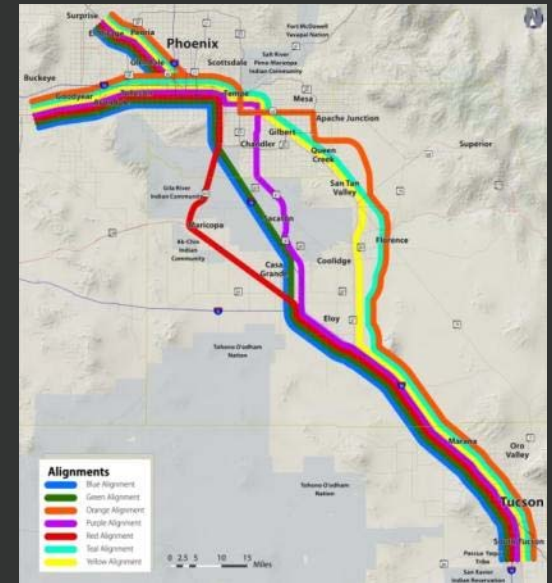 Surprise
Peoria
Phoenix
Fort McDowell
Yavapai Nation
Glendale
Scottsdale
Salt River
Pima-Maricopa
Indian Community
Buckeye
Goodyear
Tempe
Mesa
Apache Junction
Gilbert
Chandler
Queen
Creek
Superior
San Tan
Valley
Gila River
Indian Community
Sacaton
Maricopa
Florence
Ak-Chin
Indian
Community
Casa
Grande
Coolidge
Eloy
Tohono O'odham
Nation
Marana
Oro
Valley
Tohono O'odham
Nation
Tucson
South Tucson
Pascua Yaqui
Tribe
San Xavier
Indian Reservation
Alignments
Blue Alignment
Green Alignment
Orange Alignment
Purple Alignment
Red Alignment
Teal Alignment
Yellow Alignment
0 2.5 5 10 15
Miles